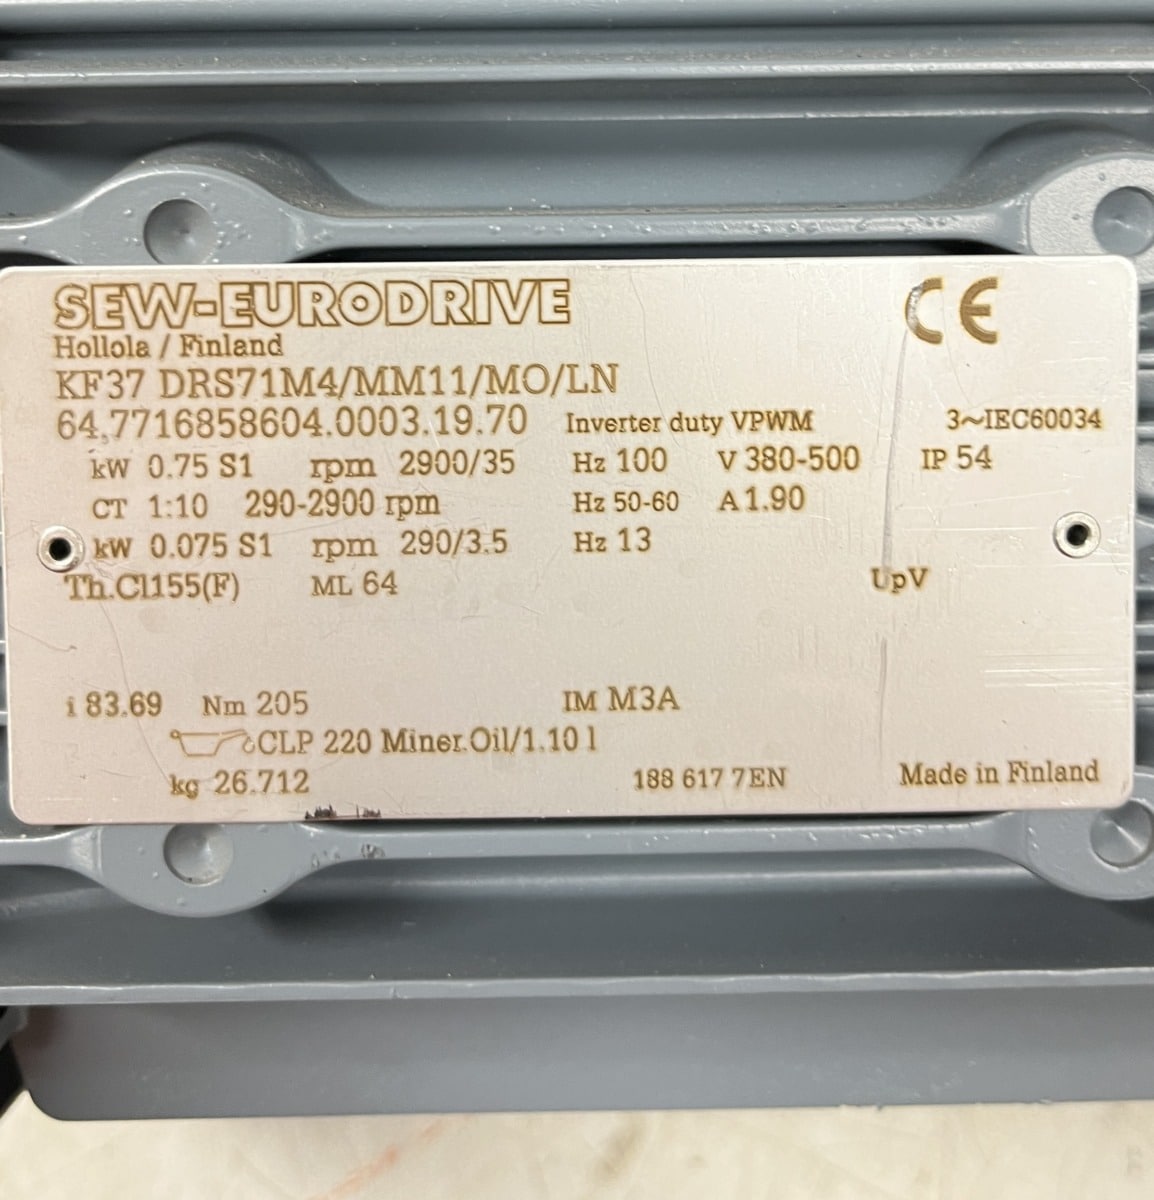 SEW-EURODRIVE CE
Hollola / Finland
KF37 DRS71M4/MM11/MO/LN
64.7716858604.0003.19.70 Inverter duty VPWM 3~IEC60034
kW 0.75 S1 rpm 2900/35 Hz 100 V 380-500 IP 54
CT 1:10 290-2900 rpm Hz 50-60 A 1.90
kW 0.075 S1 rpm 290/3.5 Hz 13
Th.Cl155(F) ML 64 UpV
i 83.69 Nm 205 IM M3A
CLP 220 Miner.Oil/1.10 l
kg 26.712 188 617 7EN Made in Finland